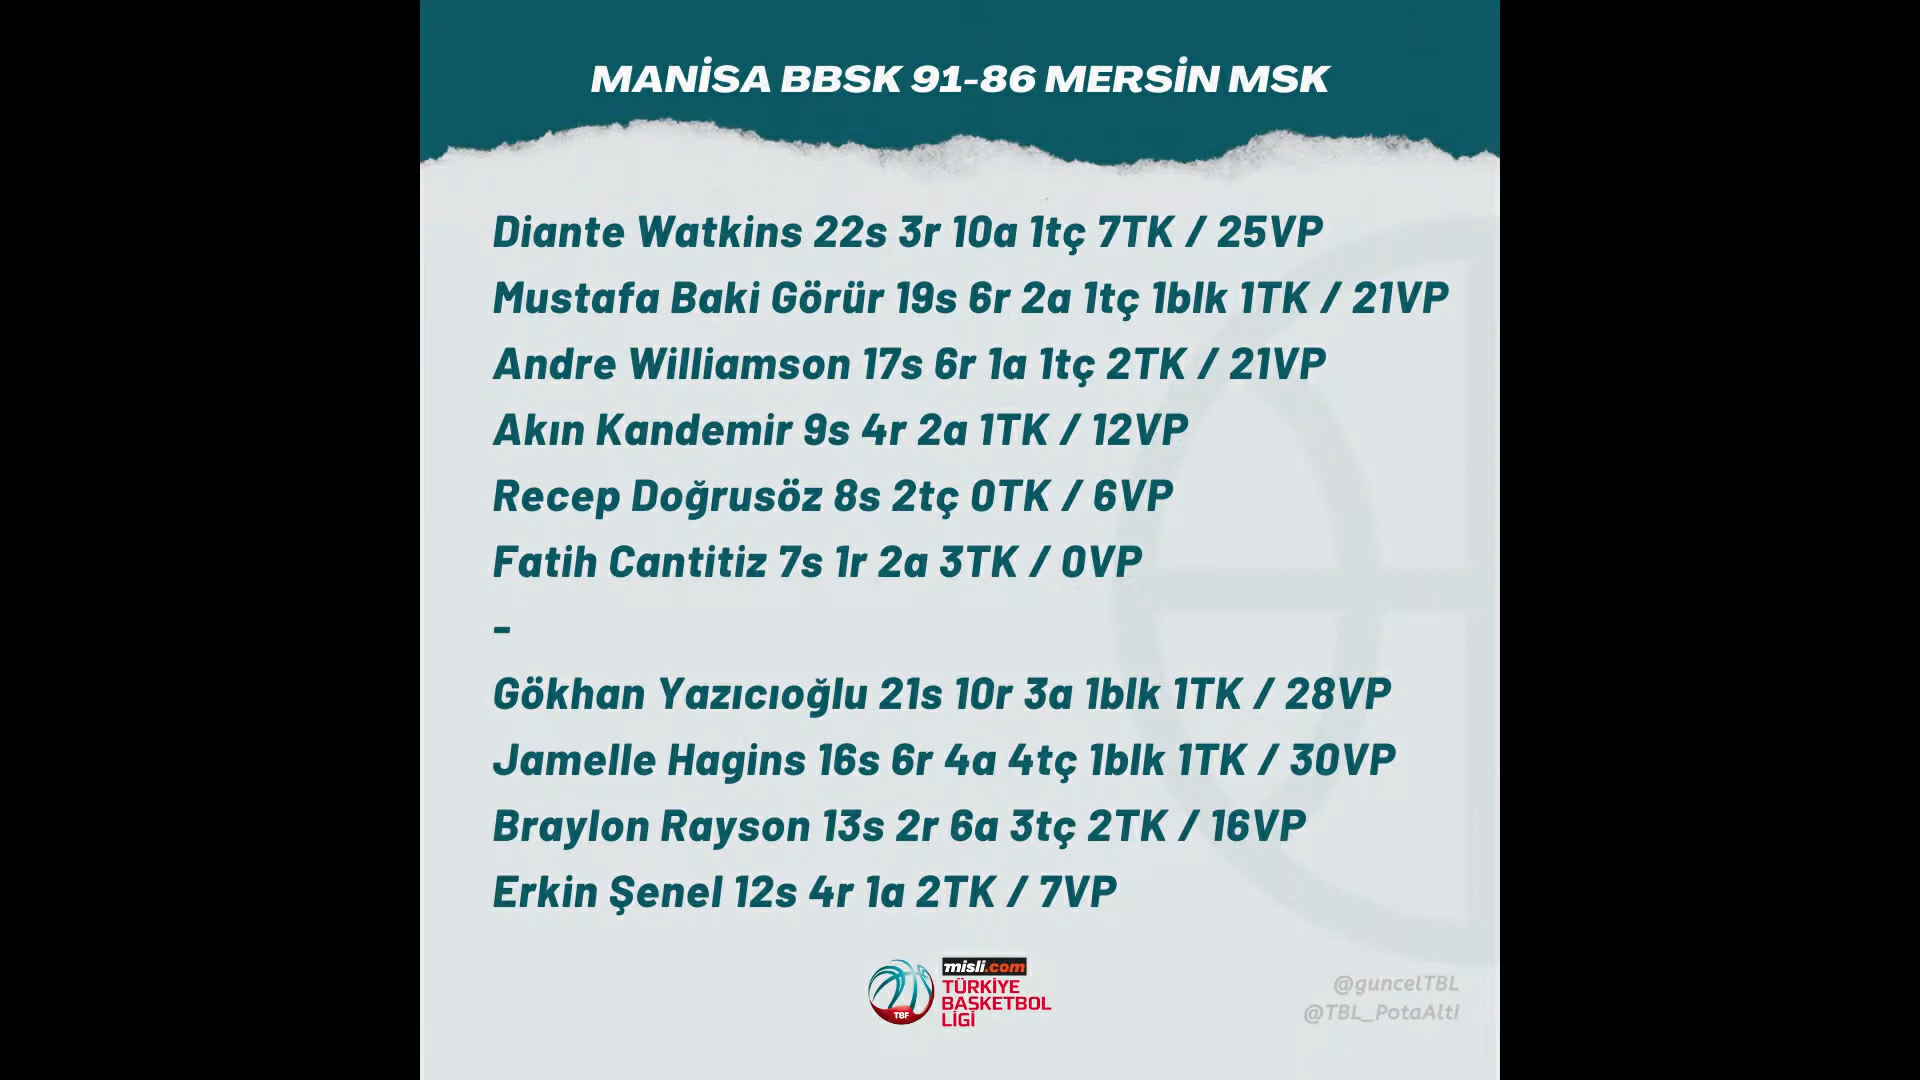 MANİSA BBSK 91-86 MERSİN MSK
Diante Watkins 22s 3r 10a 1tç 7TK / 25VP
Mustafa Baki Görür 19s 6r 2a 1tç 1blk 1TK / 21VP
Andre Williamson 17s 6r 1a 1tç 2TK / 21VP
Akın Kandemir 9s 4r 2a 1TK / 12VP
Recep Doğrusöz 8s 2tç 0TK / 6VP
Fatih Cantitiz 7s 1r 2a 3TK / 0VP
-
Gökhan Yazıcıoğlu 21s 10r 3a 1blk 1TK / 28VP
Jamelle Hagins 16s 6r 4a 4tç 1blk 1TK / 30VP
Braylon Rayson 13s 2r 6a 3tç 2TK / 16VP
Erkin Şenel 12s 4r 1a 2TK / 7VP
misli.com
TÜRKİYE
BASKETBOL
LİGİ
TBF
@guncelTBL
@TBL_PotaAlti